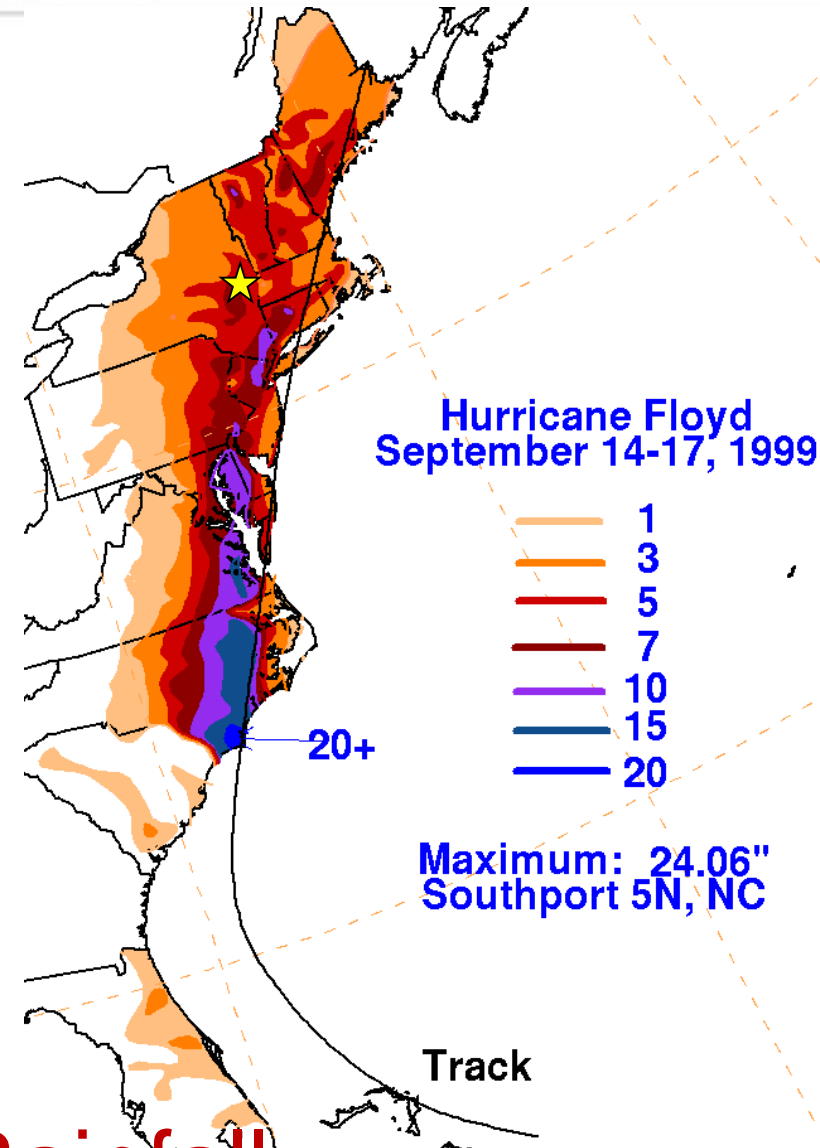 Hurricane Floyd
September 14-17, 1999
1
3
5
7
10
15
20
20+
Maximum: 24.06"
Southport 5N, NC
Track
Rainfall